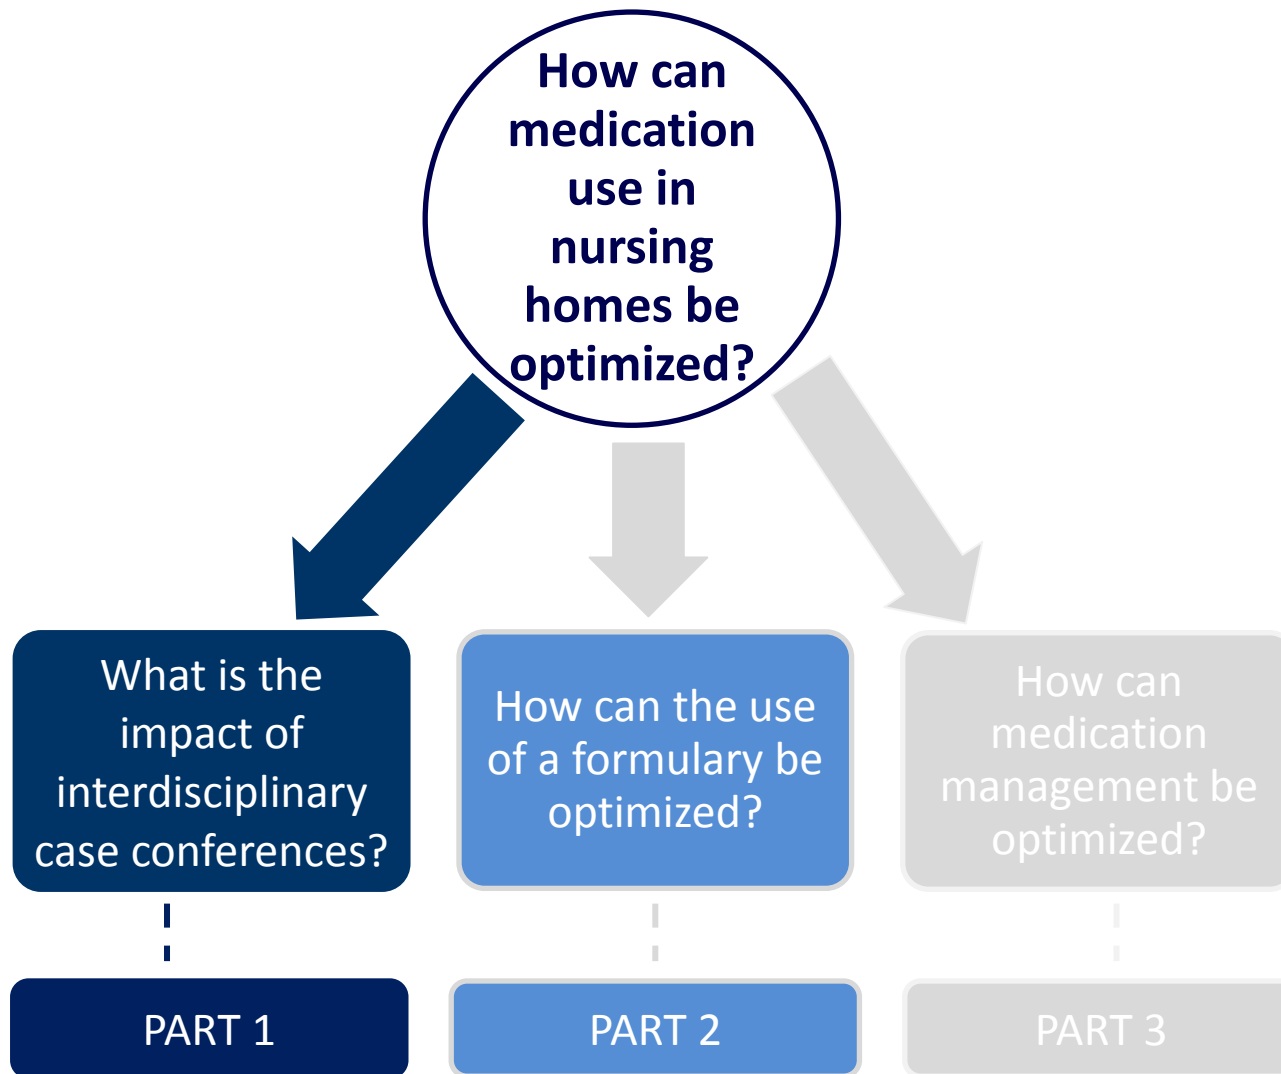 How can
medication
use in
nursing
homes be
optimized?
What is the
impact of
interdisciplinary
case conferences?
How can the use
of a formulary be
optimized?
How can
medication
management be
optimized?
PART 1
PART 2
PART 3